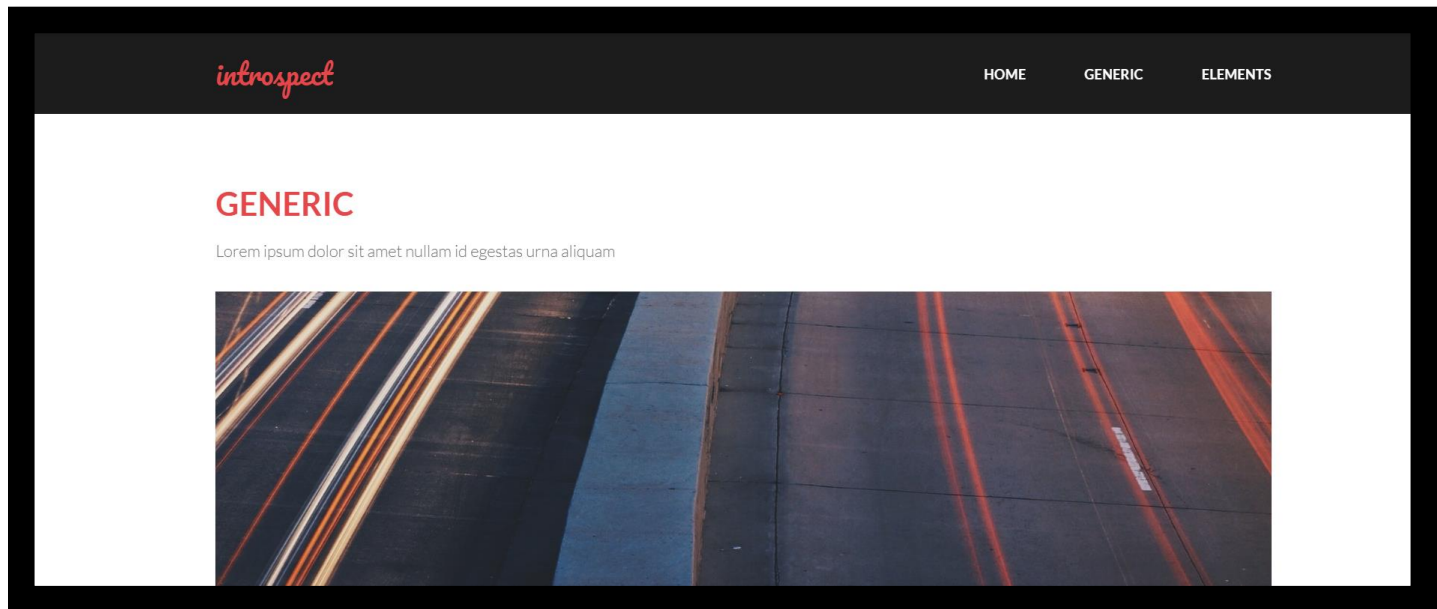 introspect
HOME GENERIC ELEMENTS
GENERIC
Lorem ipsum dolor sit amet nullam id egestas urna aliquam